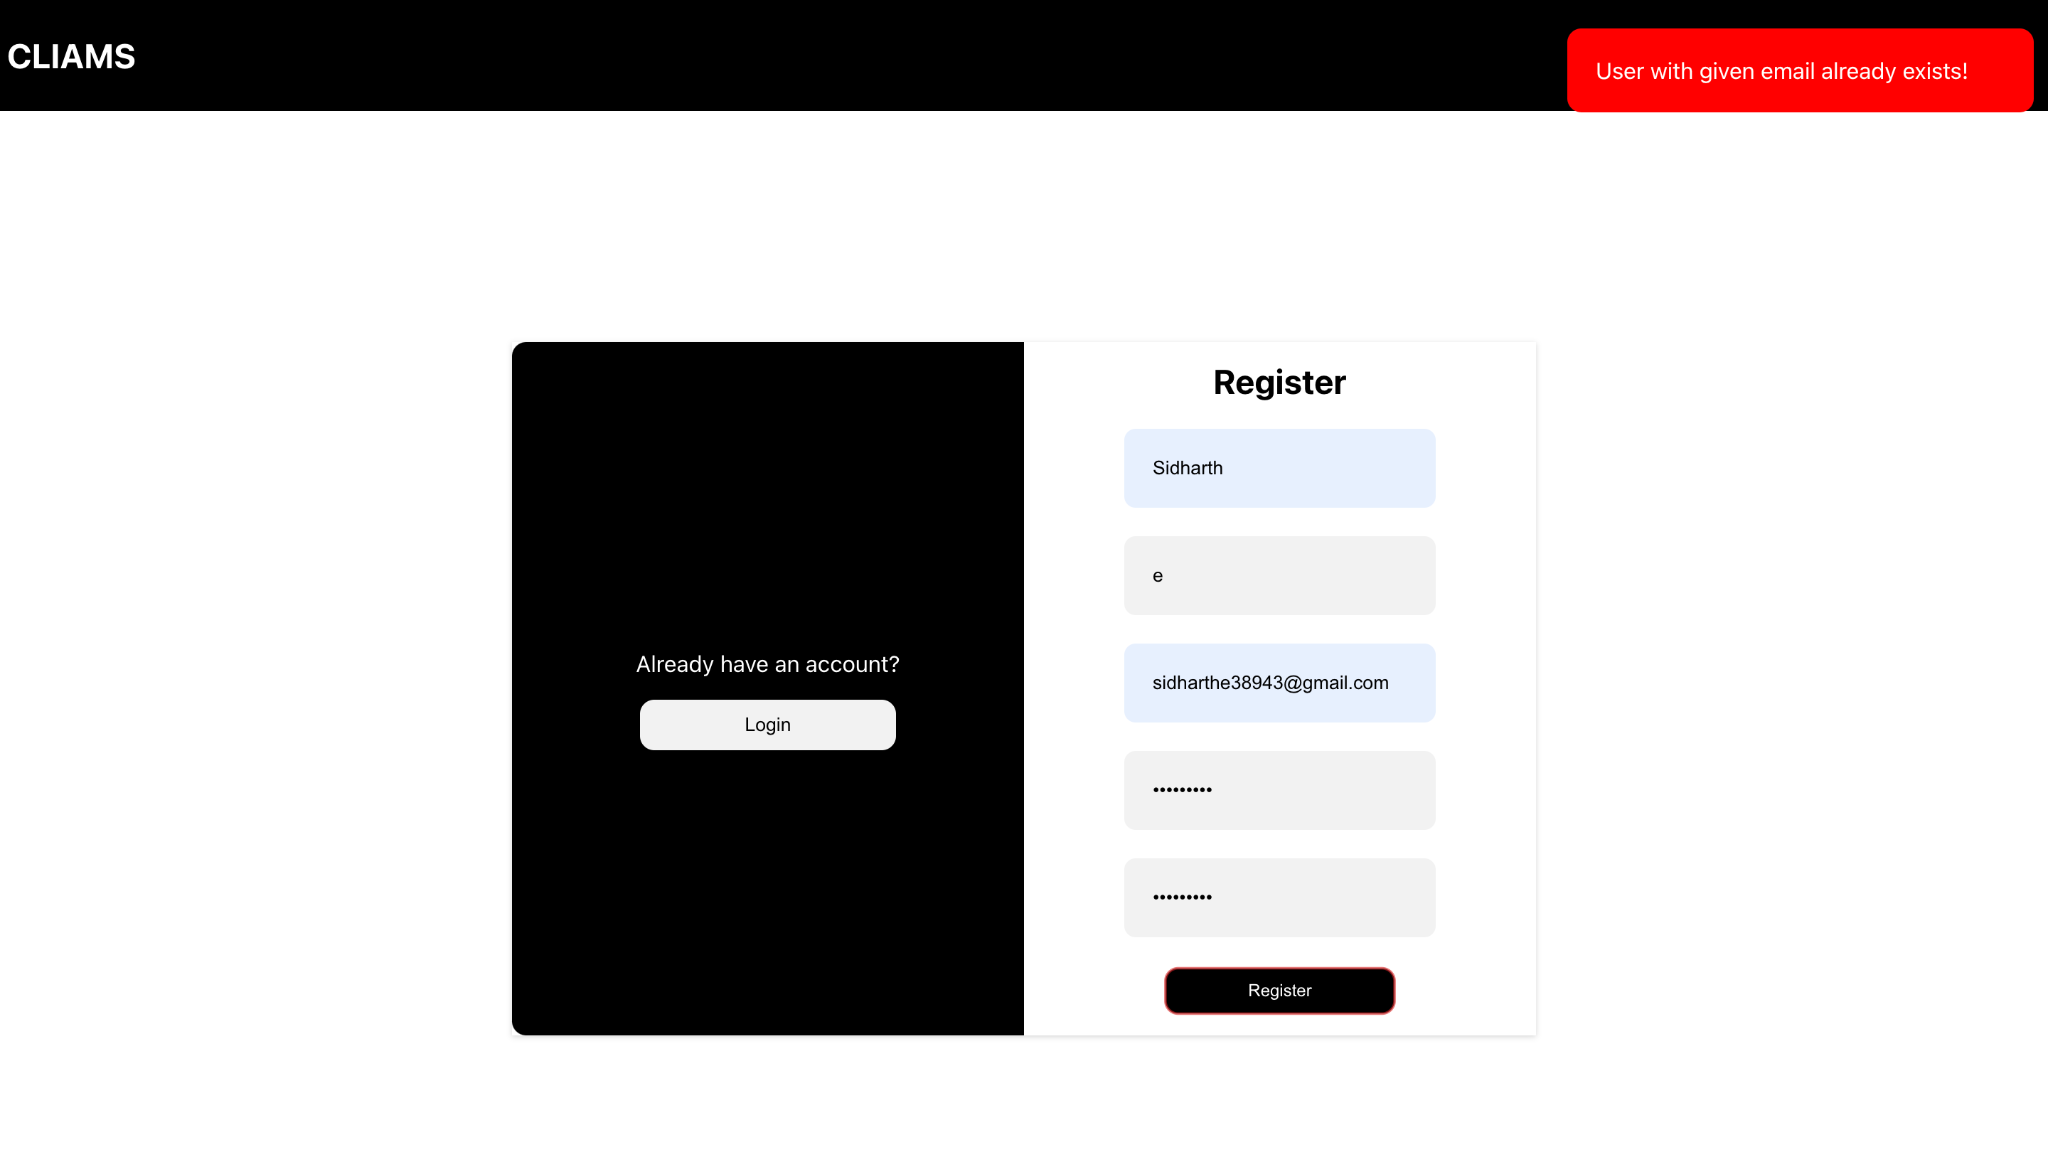 CLIAMS
User with given email already exists!
Already have an account?
Login
Register
Sidharth
e
sidharthe38943@gmail.com
•••••••••
•••••••••
Register